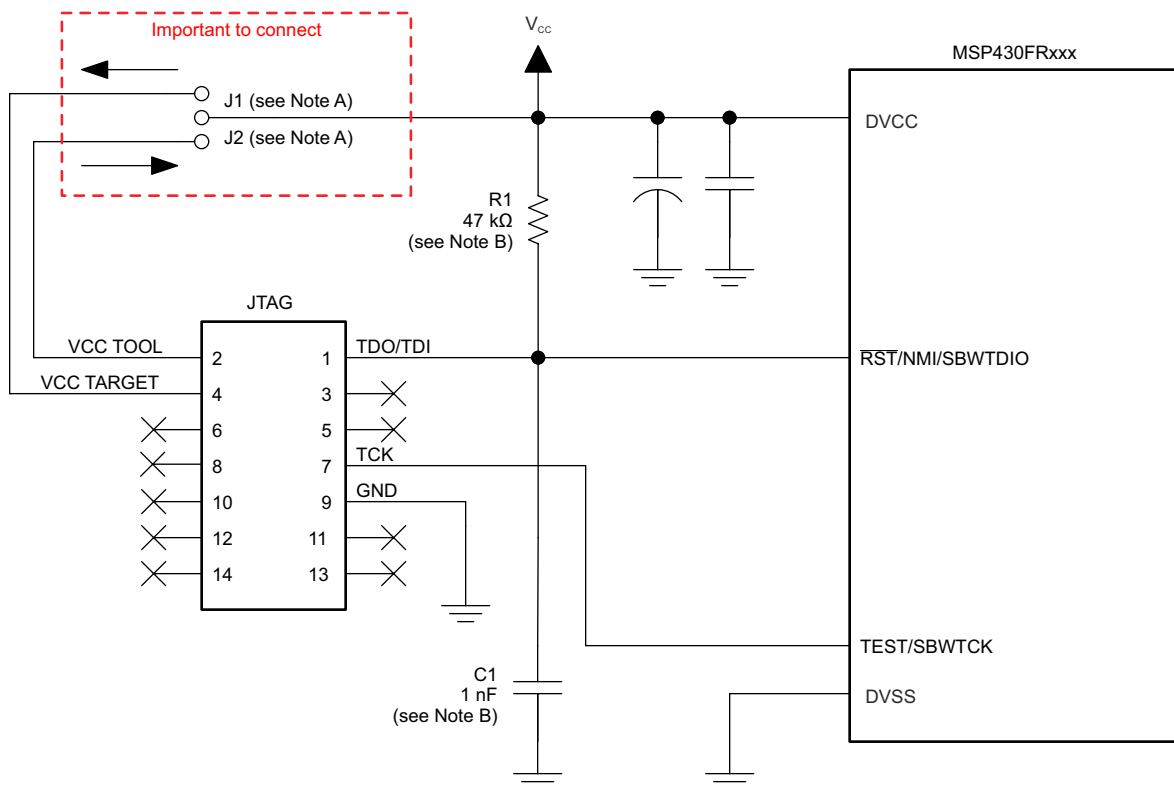 Important to connect
J1 (see Note A)
J2 (see Note A)
VCC
MSP430FRxxx
DVCC
R1
47 kΩ
(see Note B)
JTAG
VCC TOOL
2
1
TDO/TDI
RST/NMI/SBWTDIO
VCC TARGET
4
3
6
5
8
7
TCK
10
9
GND
12
11
14
13
TEST/SBWTCK
C1
1 nF
(see Note B)
DVSS